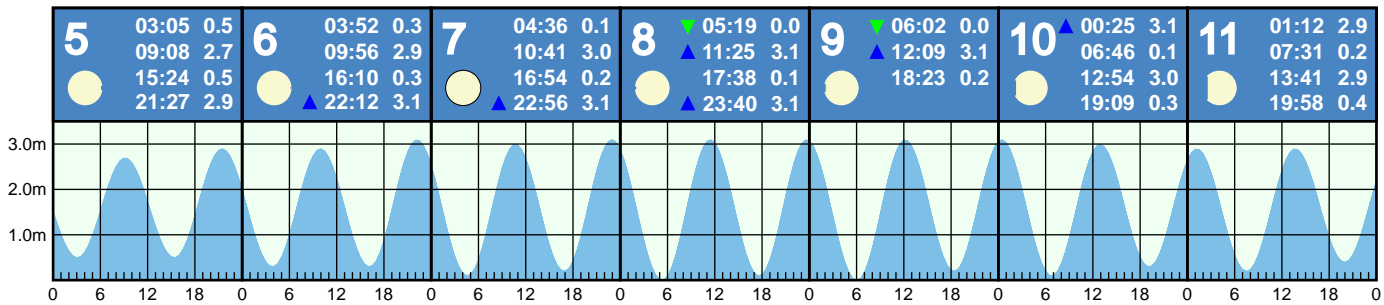 5 03:05 0.5
09:08 2.7
15:24 0.5
21:27 2.9
6 03:52 0.3
09:56 2.9
16:10 0.3
▲ 22:12 3.1
7 04:36 0.1
10:41 3.0
16:54 0.2
▲ 22:56 3.1
8 ▼ 05:19 0.0
▲ 11:25 3.1
17:38 0.1
▲ 23:40 3.1
9 ▼ 06:02 0.0
▲ 12:09 3.1
18:23 0.2
10 ▲ 00:25 3.1
06:46 0.1
12:54 3.0
19:09 0.3
11 01:12 2.9
07:31 0.2
13:41 2.9
19:58 0.4
3.0m
2.0m
1.0m
0 6 12 18 0 6 12 18 0 6 12 18 0 6 12 18 0 6 12 18 0 6 12 18 0 6 12 18 0